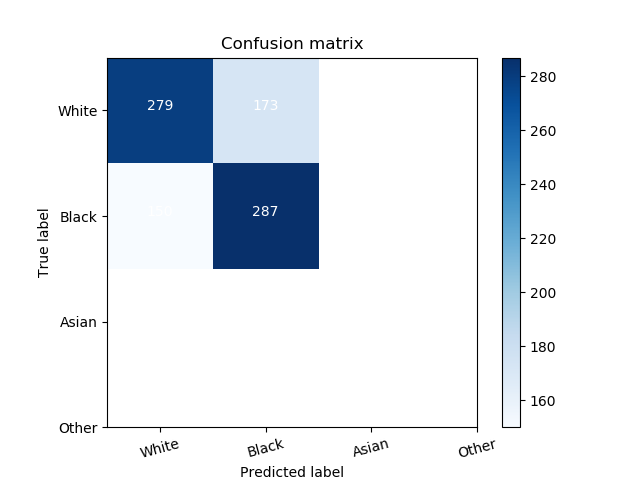 Confusion matrix
White
Black
Asian
Other
True label
279
173
287
White
Black
Asian
Other
Predicted label
280
260
240
220
200
180
160